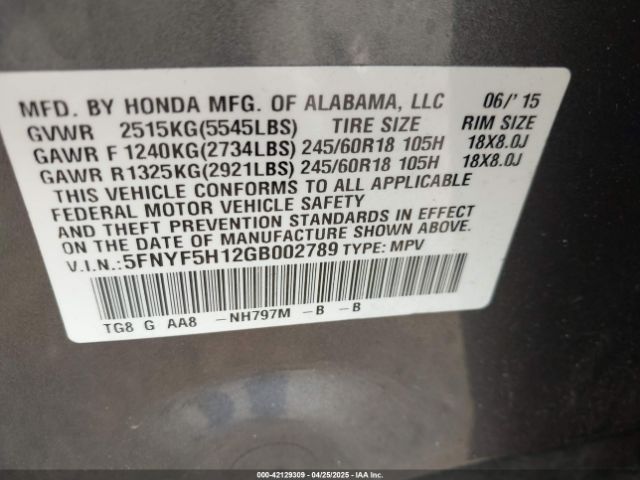 MFD. BY HONDA MFG. OF ALABAMA, LLC 06/'15
GVWR 2515KG(5545LBS) TIRE SIZE RIM SIZE
GAWR F 1240KG(2734LBS) 245/60R18 105H 18X8.0J
GAWR R1325KG(2921LBS) 245/60R18 105H 18X8.0J
THIS VEHICLE CONFORMS TO ALL APPLICABLE
FEDERAL MOTOR VEHICLE SAFETY
AND THEFT PREVENTION STANDARDS IN EFFECT
ON THE DATE OF MANUFACTURE SHOWN ABOVE.
V.I.N.:5FNYF5H12GB002789 TYPE: MPV
TG8 G AA8 -NH797M -B -B
000-42129309 - 04/25/2025 - IAA Inc.